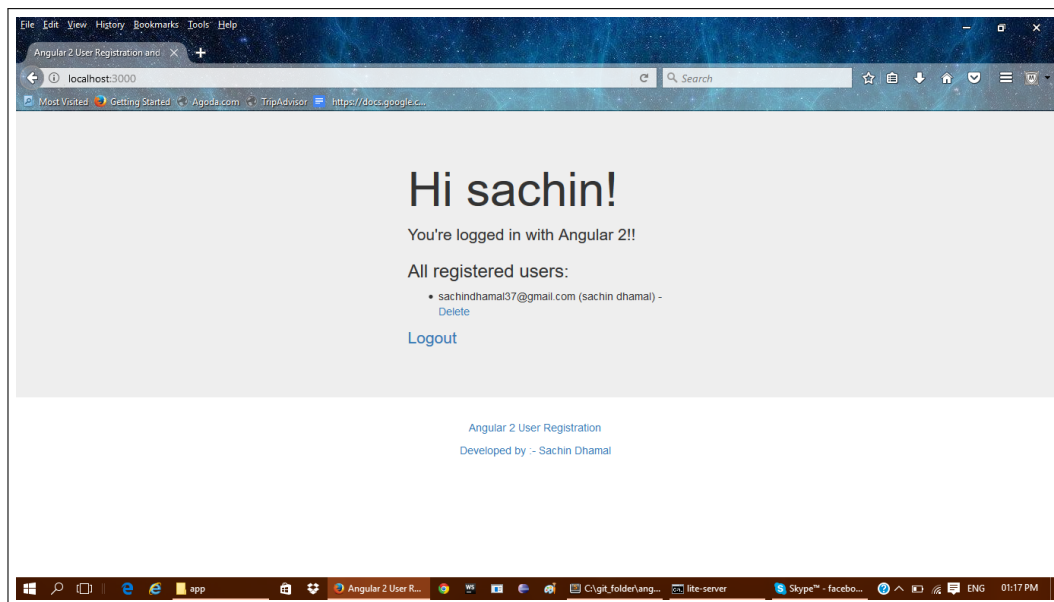 File Edit View History Bookmarks Tools Help
Angular 2 User Registration and
localhost:3000
Search
Most Visited Getting Started Agoda.com TripAdvisor https://docs.google.c...
Hi sachin!
You're logged in with Angular 2!!
All registered users:
sachindhamal37@gmail.com (sachin dhamal) -
Delete
Logout
Angular 2 User Registration
Developed by :- Sachin Dhamal
app
Angular 2 User R...
C:\git_folder\ang...
lite-server
Skype™ - facebo...
ENG
01:17 PM